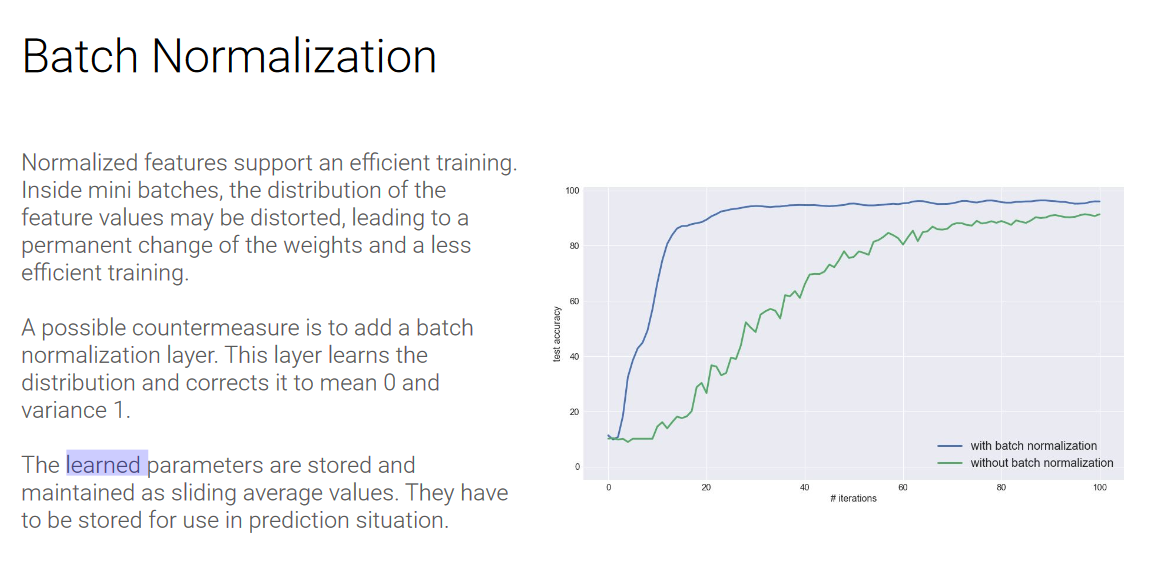 Batch Normalization
Normalized features support an efficient training.
Inside mini batches, the distribution of the
feature values may be distorted, leading to a
permanent change of the weights and a less
efficient training.
A possible countermeasure is to add a batch
normalization layer. This layer learns the
distribution and corrects it to mean 0 and
variance 1.
The learned parameters are stored and
maintained as sliding average values. They have
to be stored for use in prediction situation.
100
80
60
40
20
0
test accuracy
with batch normalization
without batch normalization
0 20 40 60 80 100
# iterations